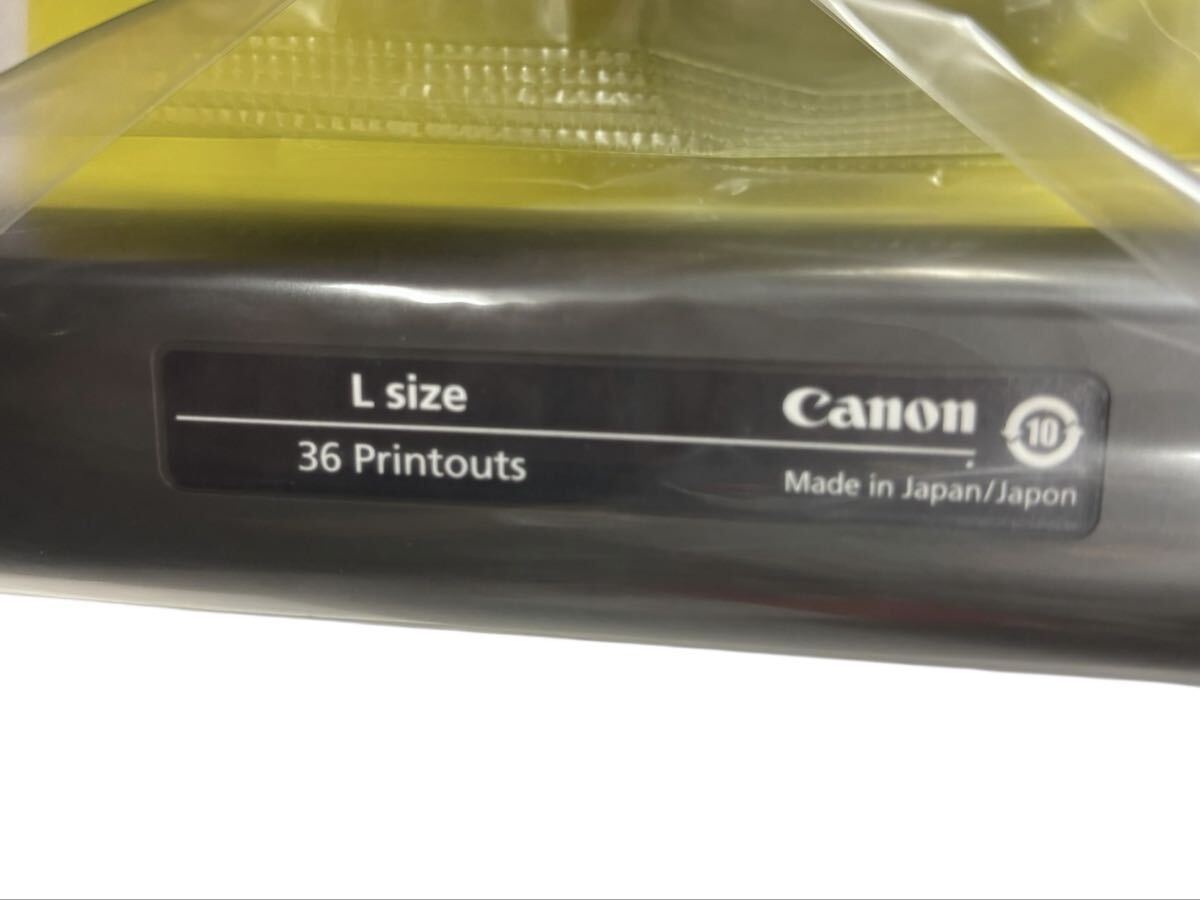 L size
36 Printouts
Canon
10
Made in Japan/Japon